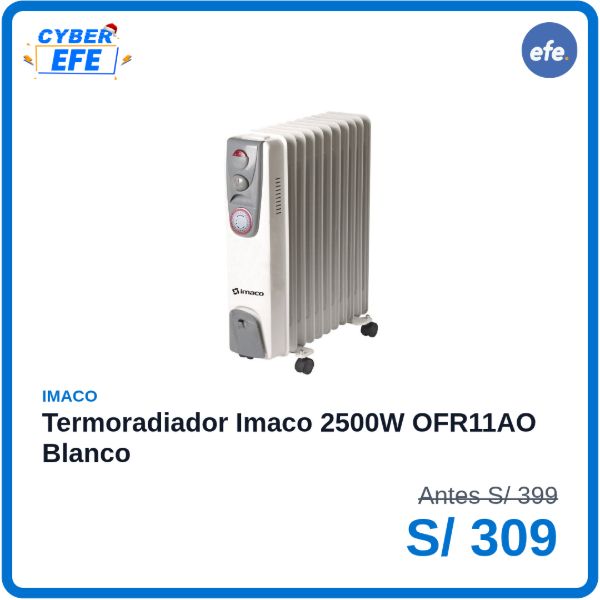 CYBER
EFE
efe.
imaco
IMACO
Termoradiador Imaco 2500W OFR11AO
Blanco
Antes S/ 399
S/ 309